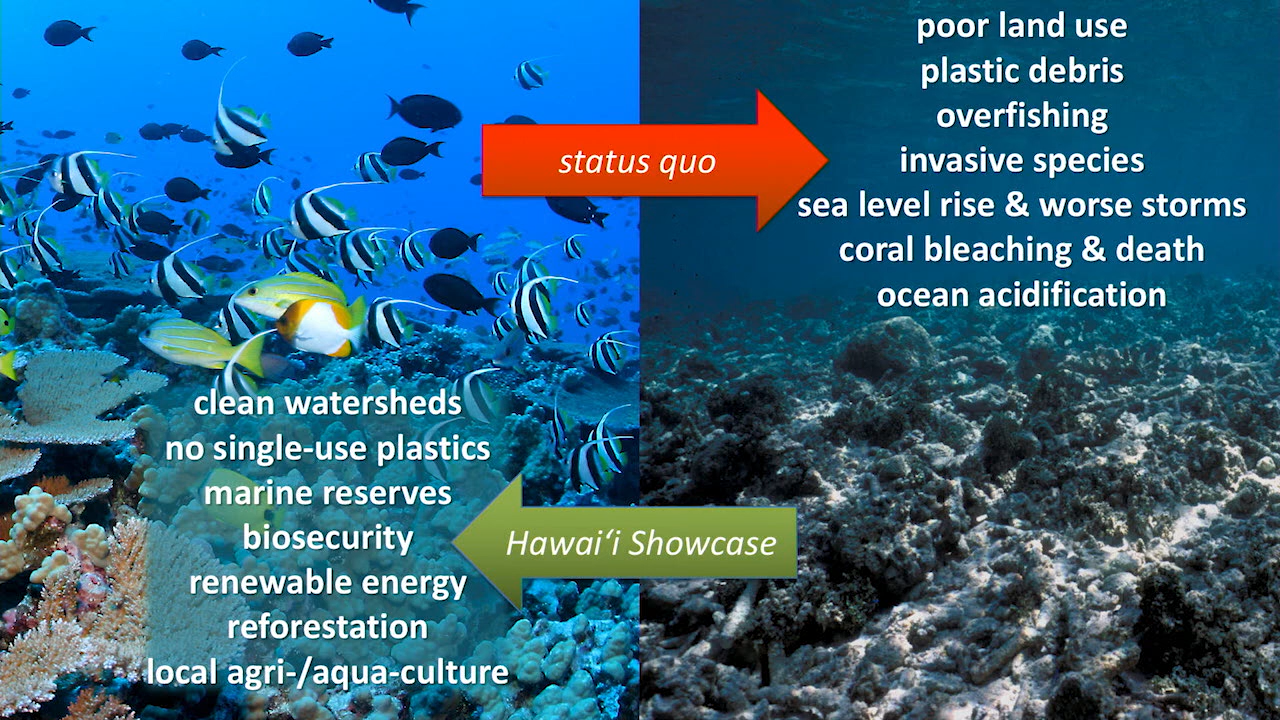 poor land use
plastic debris
overfishing
invasive species
sea level rise & worse storms
coral bleaching & death
ocean acidification
status quo
clean watersheds
no single-use plastics
marine reserves
biosecurity
renewable energy
reforestation
local agri-/aqua-culture
Hawai‘i Showcase